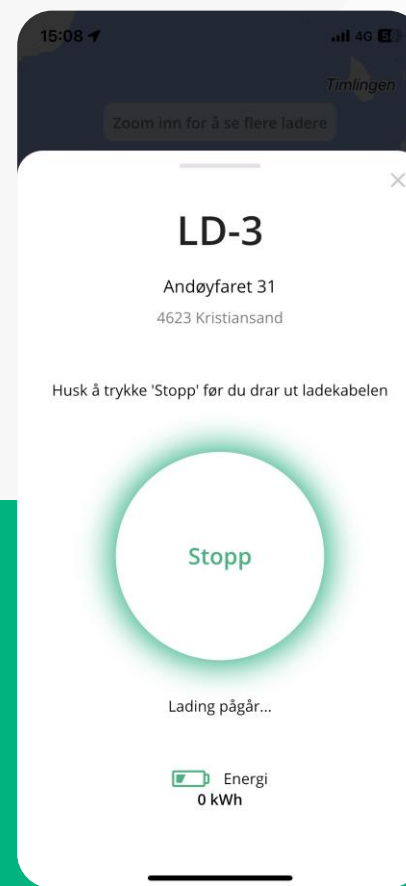 15:08
4G
Timlingen
Zoom inn for å se flere ladere
LD-3
Andøyfaret 31
4623 Kristiansand
Husk å trykke 'Stopp' før du drar ut ladekabelen
Stopp
Lading pågår...
Energi
0 kWh